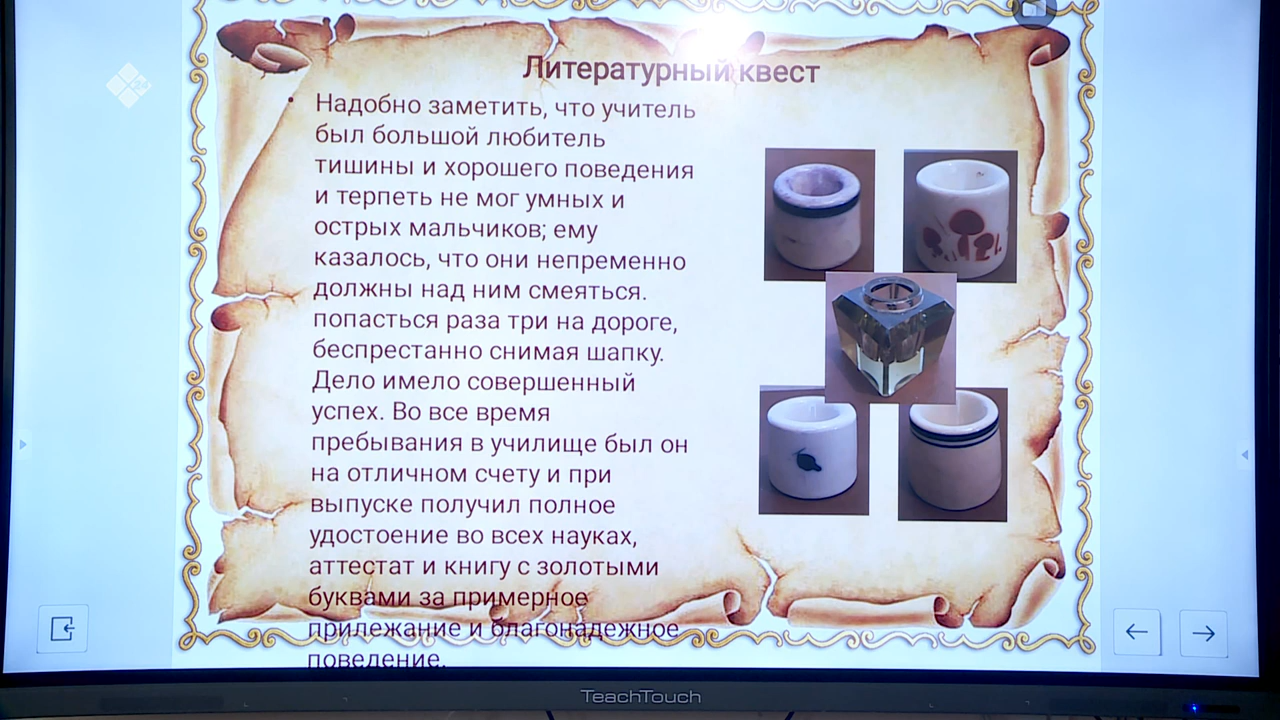 Литературный квест
• Надобно заметить, что учитель
был большой любитель
тишины и хорошего поведения
и терпеть не мог умных и
острых мальчиков; ему
казалось, что они непременно
должны над ним смеяться.
попасться раза три на дороге,
беспрестанно снимая шапку.
Дело имело совершенный
успех. Во все время
пребывания в училище был он
на отличном счету и при
выпуске получил полное
удостоение во всех науках,
аттестат и книгу с золотыми
буквами за примерное
прилежание и благонадежное
поведение.
TeachTouch